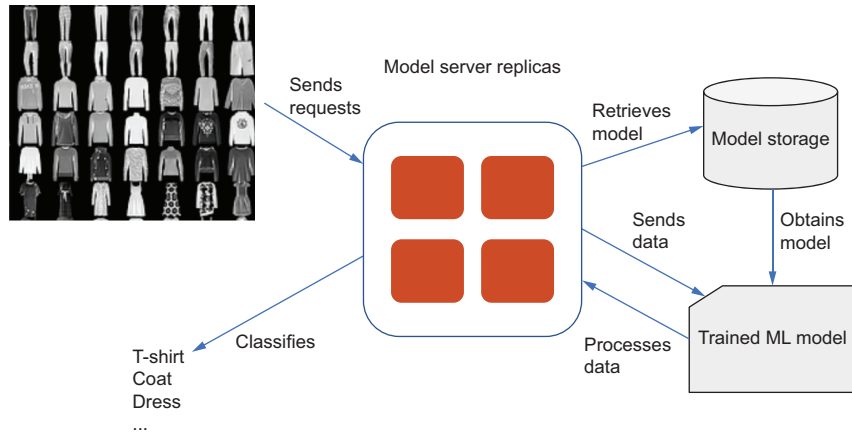 Sends
requests
Model server replicas
Retrieves
model
Model storage
Sends
data
Obtains
model
Trained ML model
Processes
data
Classifies
T-shirt
Coat
Dress
...